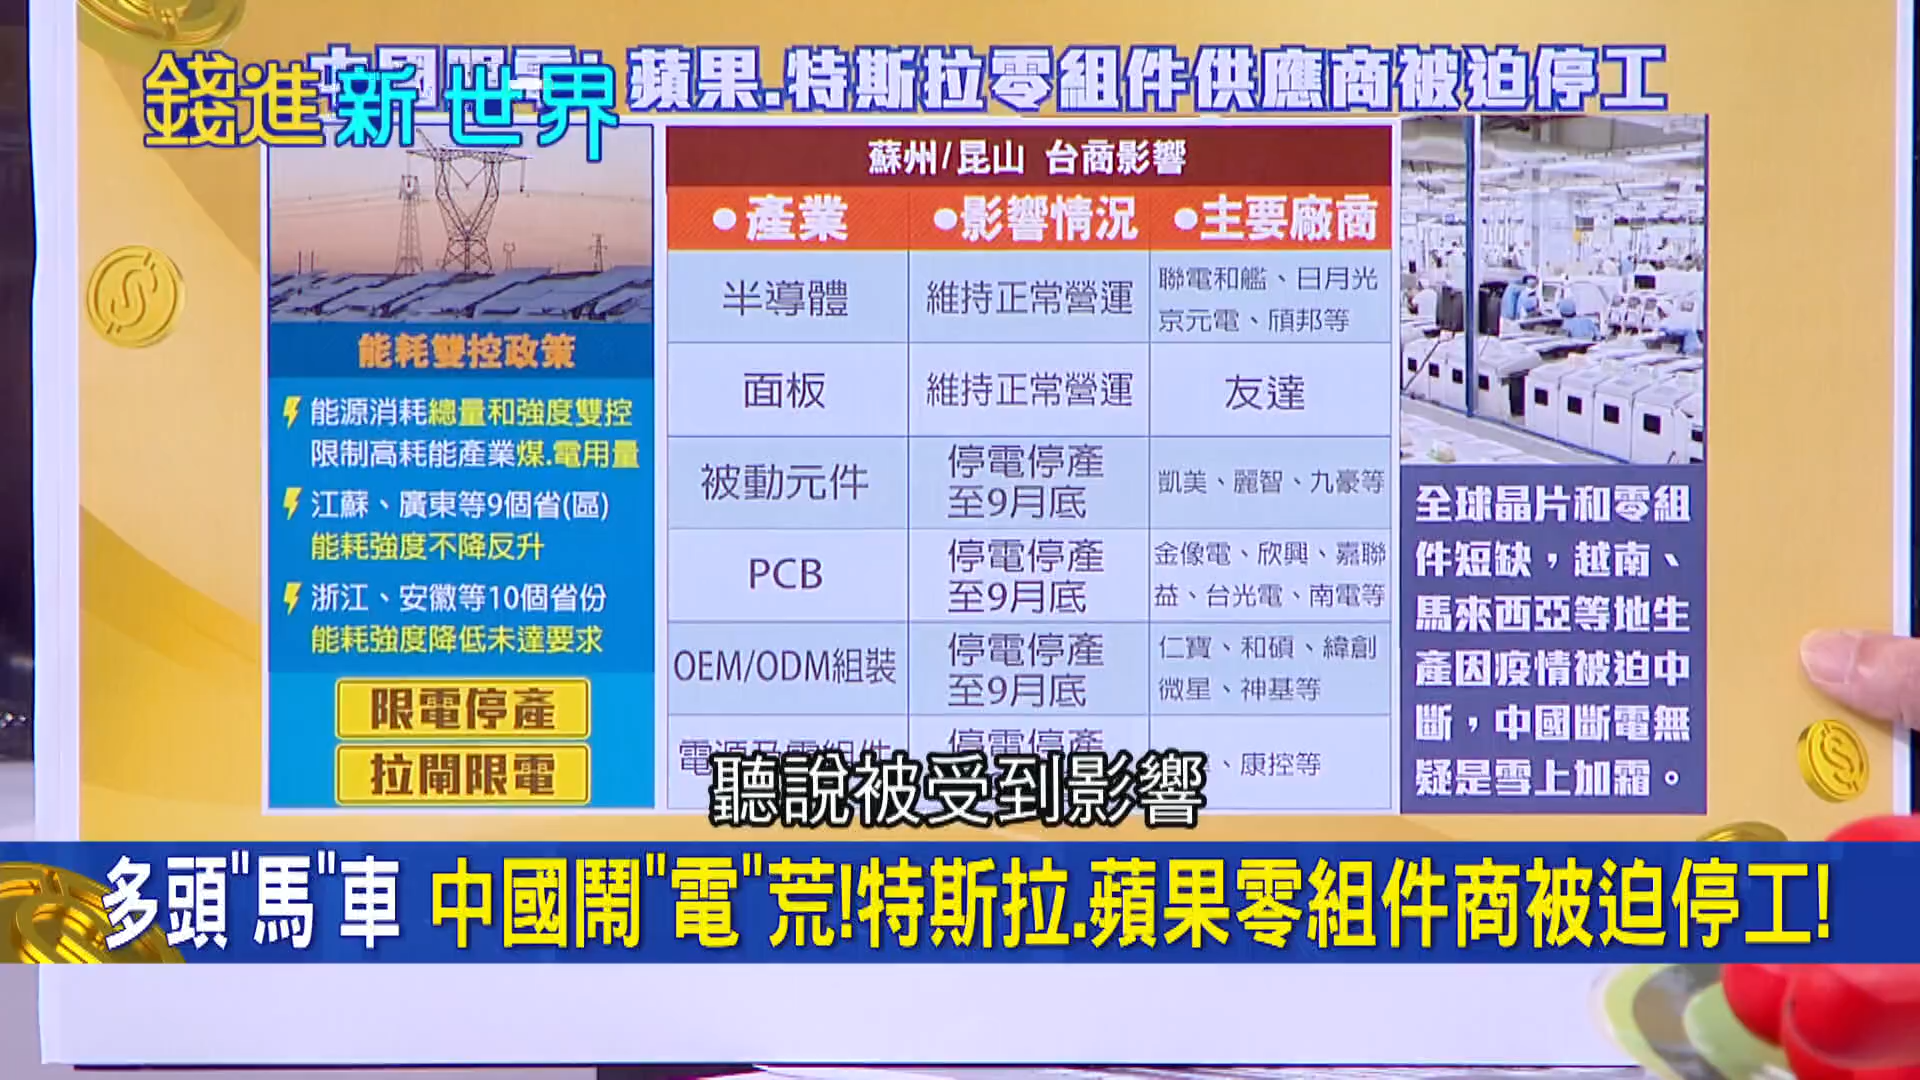 錢進新世界
蘋果.特斯拉零組件供應商被迫停工
蘇州/昆山 台商影響
●產業 ●影響情況 ●主要廠商
半導體 維持正常營運 聯電和艦、日月光
京元電、頎邦等
面板 維持正常營運 友達
被動元件 停電停產
至9月底 凱美、麗智、九豪等
PCB 停電停產
至9月底 金像電、欣興、嘉聯
益、台光電、南電等
OEM/ODM組裝 停電停產
至9月底 仁寶、和碩、緯創
微星、神基等
停電停產 、康控等
能耗雙控政策
能源消耗總量和強度雙控
限制高耗能產業煤.電用量
江蘇、廣東等9個省(區)
能耗強度不降反升
浙江、安徽等10個省份
能耗強度降低未達要求
限電停產
拉閘限電
全球晶片和零組
件短缺，越南、
馬來西亞等地生
產因疫情被迫中
斷，中國斷電無
疑是雪上加霜。
聽說被受到影響
多頭"馬"車 中國鬧"電"荒!特斯拉.蘋果零組件商被迫停工!